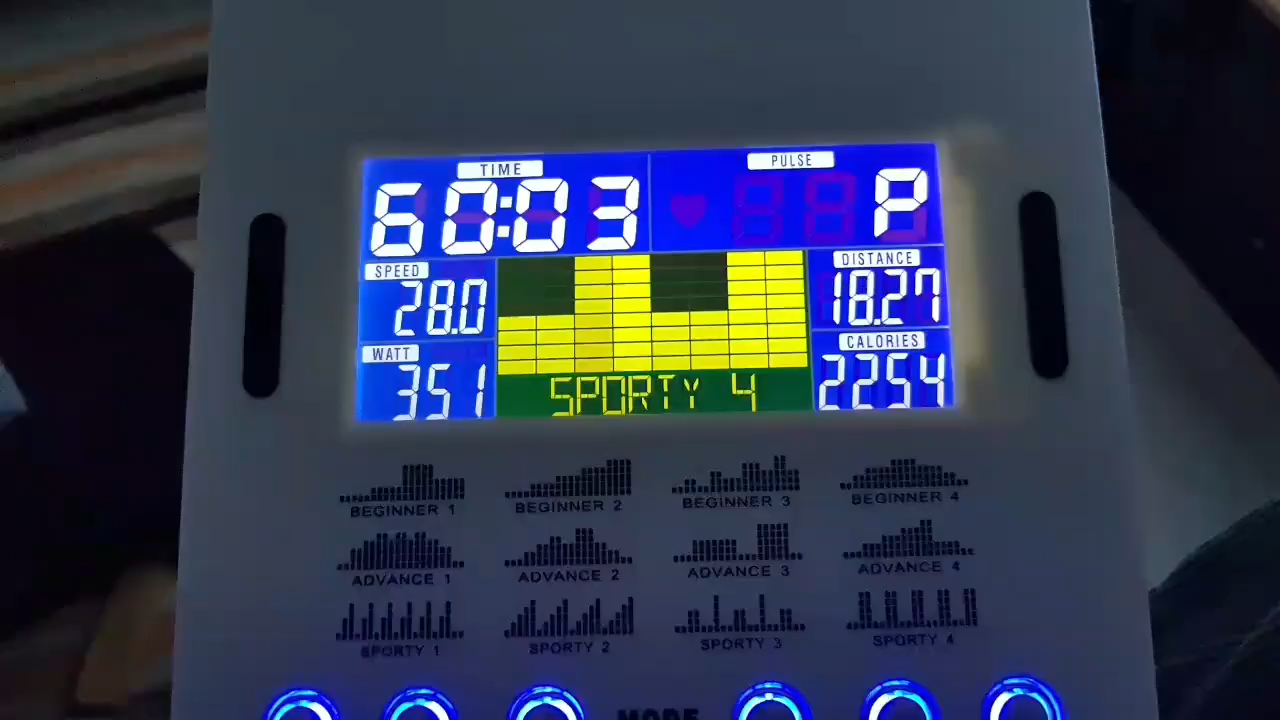 TIME PULSE
60:03 P
SPEED DISTANCE
28.0 18.27
WATT CALORIES
351 2254
SPORTY 4
BEGINNER 1 BEGINNER 2 BEGINNER 3 BEGINNER 4
ADVANCE 1 ADVANCE 2 ADVANCE 3 ADVANCE 4
SPORTY 1 SPORTY 2 SPORTY 3 SPORTY 4
MODE